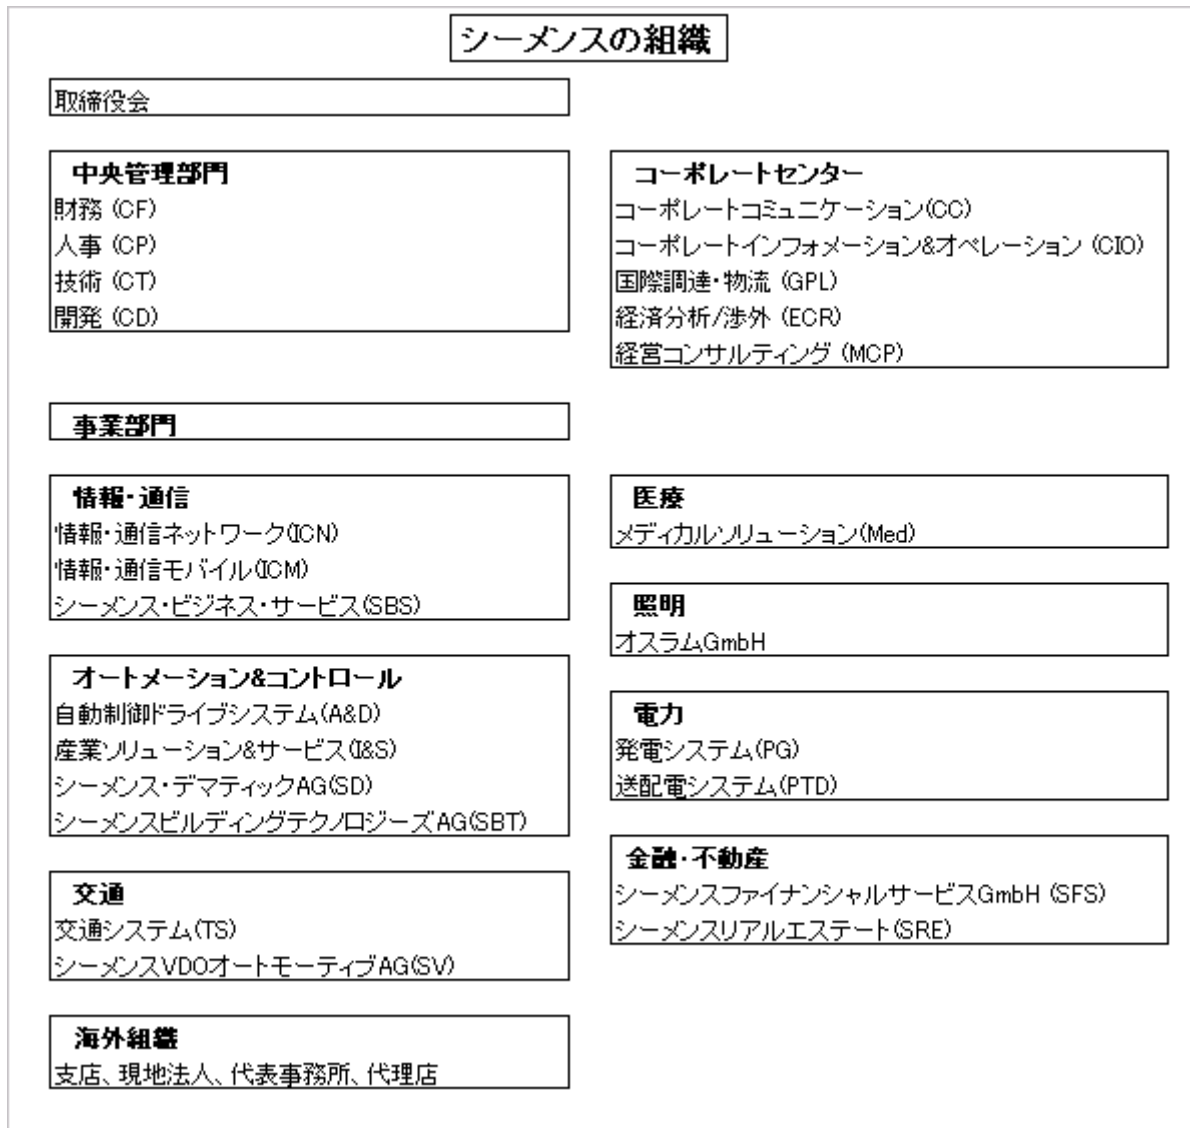 シーメンスの組織
取締役会
中央管理部門
財務 (CF)
人事 (CP)
技術 (CT)
開発 (CD)
コーポレートセンター
コーポレートコミュニケーション(CC)
コーポレートインフォメーション&オペレーション (CIO)
国際調達・物流 (GPL)
経済分析/渉外 (ECR)
経営コンサルティング (MCP)
事業部門
情報・通信
情報・通信ネットワーク(ICN)
情報・通信モバイル(ICM)
シーメンス・ビジネス・サービス(SBS)
医療
メディカルソリューション(Med)
照明
オスラムGmbH
オートメーション&コントロール
自動制御ドライブシステム(A&D)
産業ソリューション&サービス(I&S)
シーメンス・デマティックAG(SD)
シーメンスビルディングテクノロジーズAG(SBT)
電力
発電システム(PG)
送配電システム(PTD)
金融・不動産
シーメンスファイナンシャルサービスGmbH (SFS)
シーメンスリアルエステート(SRE)
交通
交通システム(TS)
シーメンスVDOオートモーティブAG(SV)
海外組織
支店、現地法人、代表事務所、代理店